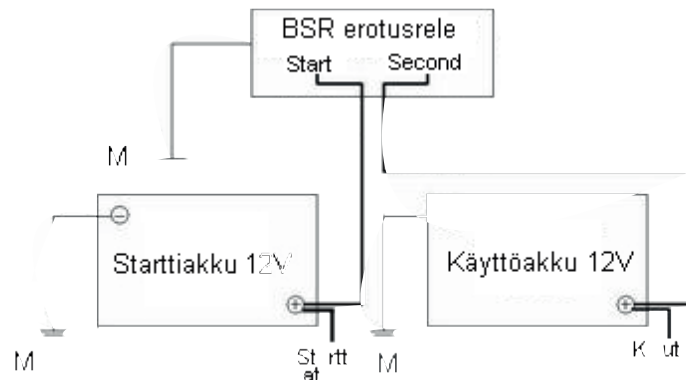 BSR erotusrele
Start Second
M
Starttiakku 12V
Käyttöakku 12V
M
M